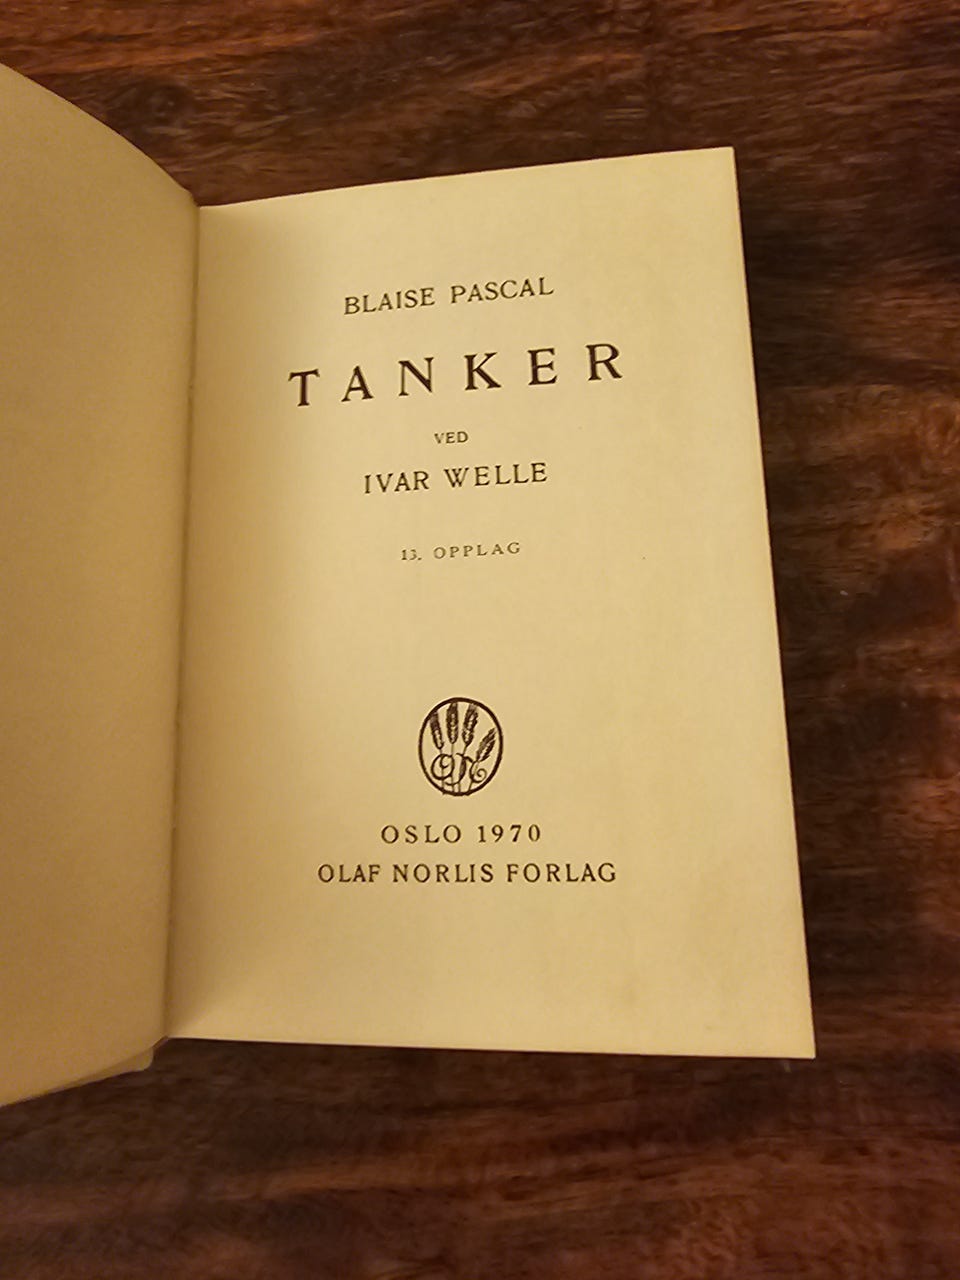 BLAISE PASCAL
TANKER
VED
IVAR WELLE
13. OPPLAG
OSLO 1970
OLAF NORLIS FORLAG